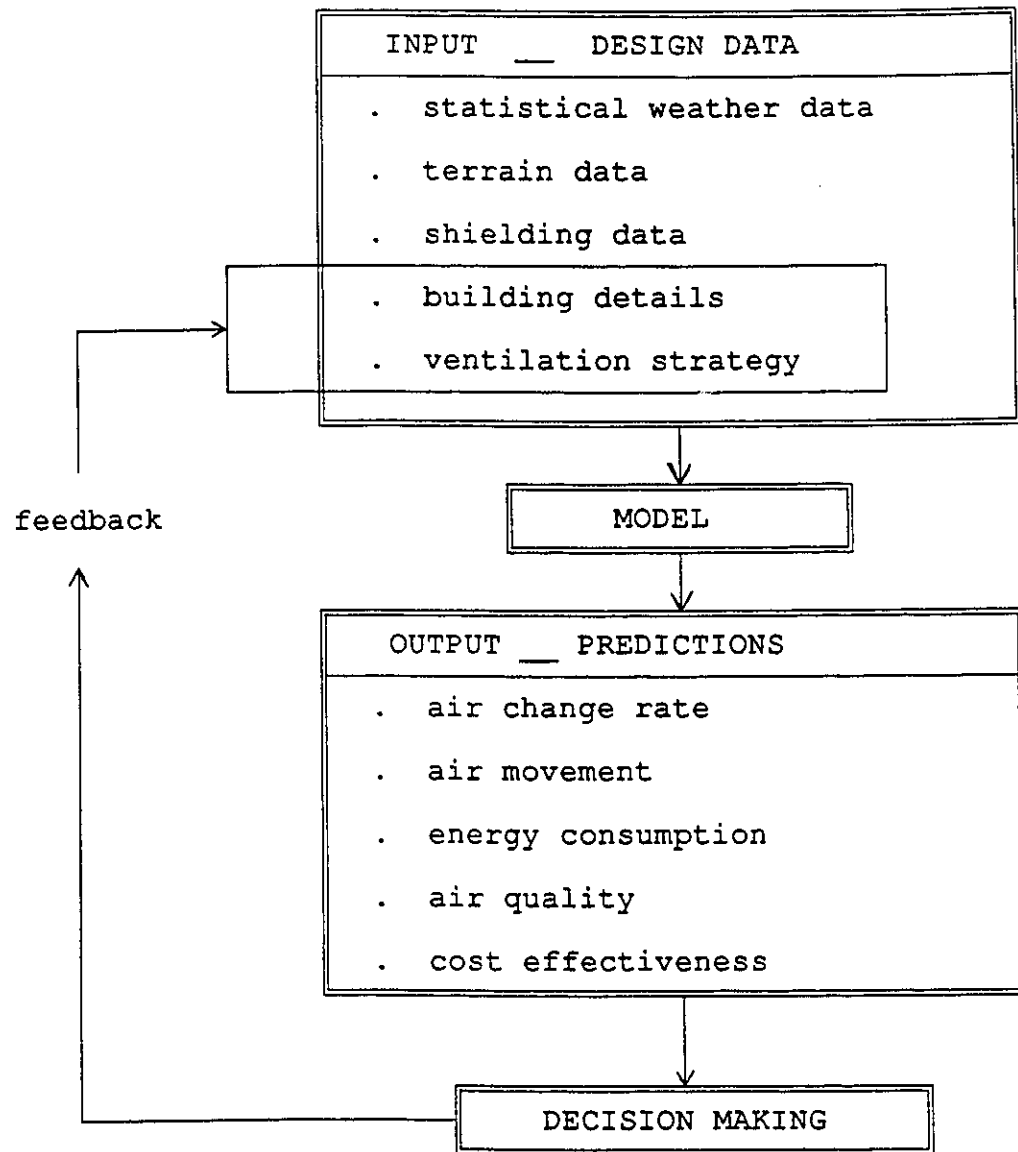 INPUT __ DESIGN DATA
. statistical weather data
. terrain data
. shielding data
. building details
. ventilation strategy
feedback
MODEL
OUTPUT __ PREDICTIONS
. air change rate
. air movement
. energy consumption
. air quality
. cost effectiveness
DECISION MAKING